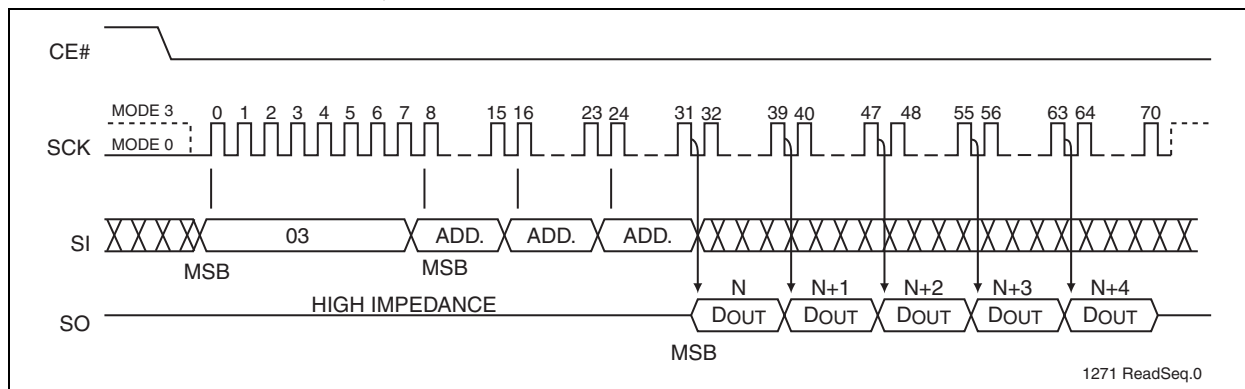 CE#
MODE 3 0 1 2 3 4 5 6 7 8 15 16 23 24 31 32 39 40 47 48 55 56 63 64 70
SCK MODE 0
SI 03 ADD. ADD. ADD.
MSB MSB
HIGH IMPEDANCE N N+1 N+2 N+3 N+4
SO DOUT DOUT DOUT DOUT DOUT
MSB
1271 ReadSeq.0